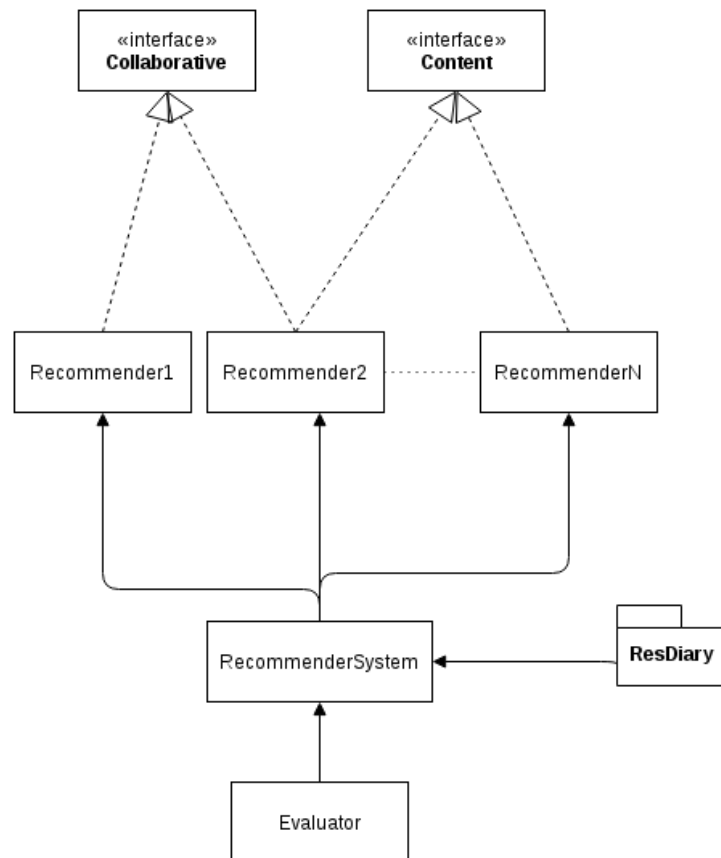 «interface»
Collaborative
«interface»
Content
Recommender1
Recommender2
RecommenderN
RecommenderSystem
ResDiary
Evaluator